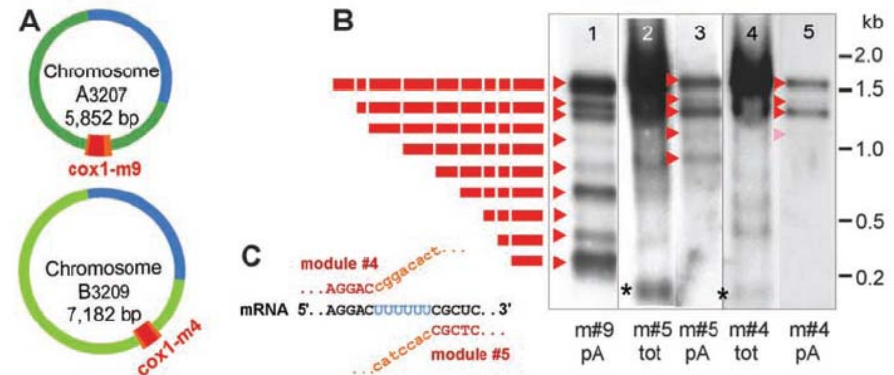 A
Chromosome
A3207
5,852 bp
cox1-m9
Chromosome
B3209
7,182 bp
cox1-m4
B
1 2 3 4 5
kb
2.0
1.5
1.0
0.5
0.2
* *
m#9 m#5 m#5 m#4 m#4
pA tot pA tot pA
C
module #4
...AGGACcggacact...
mRNA 5'..AGGACUUUUUUCGCUC..3'
...catccacCGCTC...
module #5